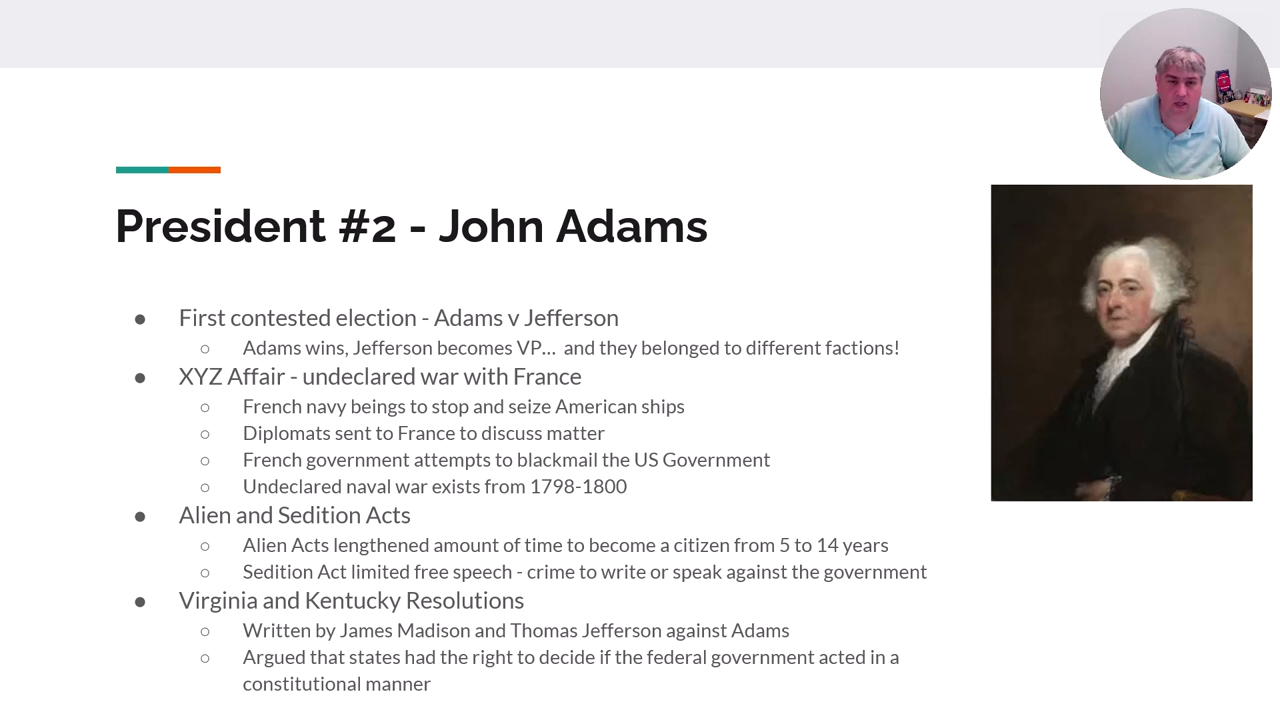 President #2 - John Adams
● First contested election - Adams v Jefferson
○ Adams wins, Jefferson becomes VP... and they belonged to different factions!
● XYZ Affair - undeclared war with France
○ French navy beings to stop and seize American ships
○ Diplomats sent to France to discuss matter
○ French government attempts to blackmail the US Government
○ Undeclared naval war exists from 1798-1800
● Alien and Sedition Acts
○ Alien Acts lengthened amount of time to become a citizen from 5 to 14 years
○ Sedition Act limited free speech - crime to write or speak against the government
● Virginia and Kentucky Resolutions
○ Written by James Madison and Thomas Jefferson against Adams
○ Argued that states had the right to decide if the federal government acted in a
constitutional manner